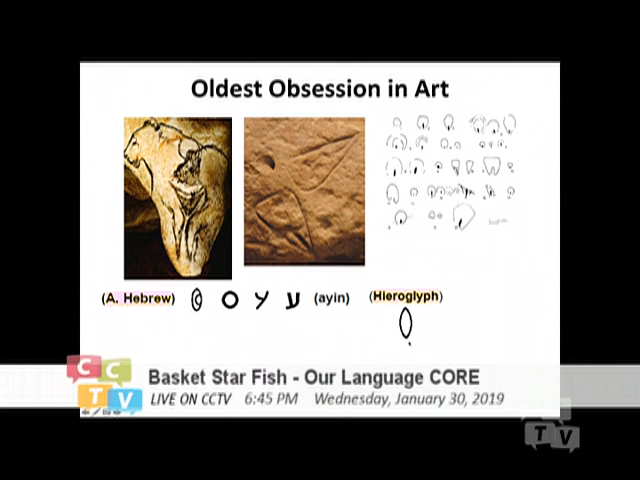 Oldest Obsession in Art
(A. Hebrew) O ע (ayin) (Hieroglyph)
CCTV
Basket Star Fish - Our Language CORE
LIVE ON CCTV 6:45 PM Wednesday, January 30, 2019
TV